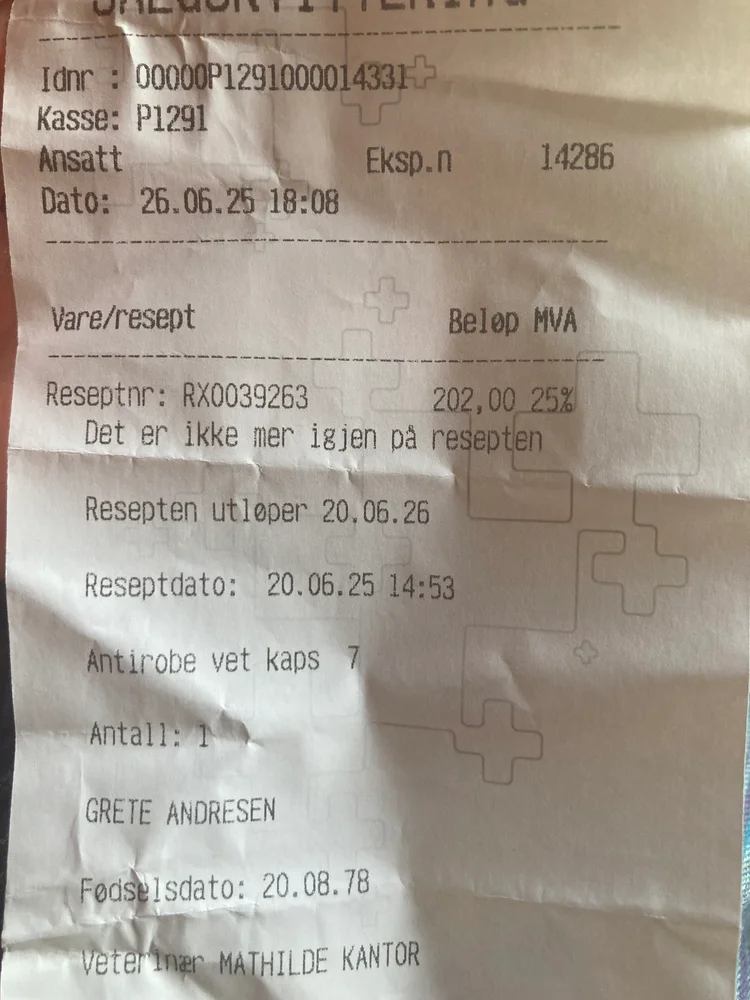 SALGSKVITTERING
Idnr : 00000P1291000014331
Kasse: P1291
Ansatt Eksp.n 14286
Dato: 26.06.25 18:08
Vare/resept Beløp MVA
Reseptnr: RX0039263 202,00 25%
Det er ikke mer igjen på resepten
Resepten utløper 20.06.26
Reseptdato: 20.06.25 14:53
Antirobe vet kaps 7
Antall: 1
GRETE ANDRESEN
Fødselsdato: 20.08.78
Veterinær MATHILDE KANTOR